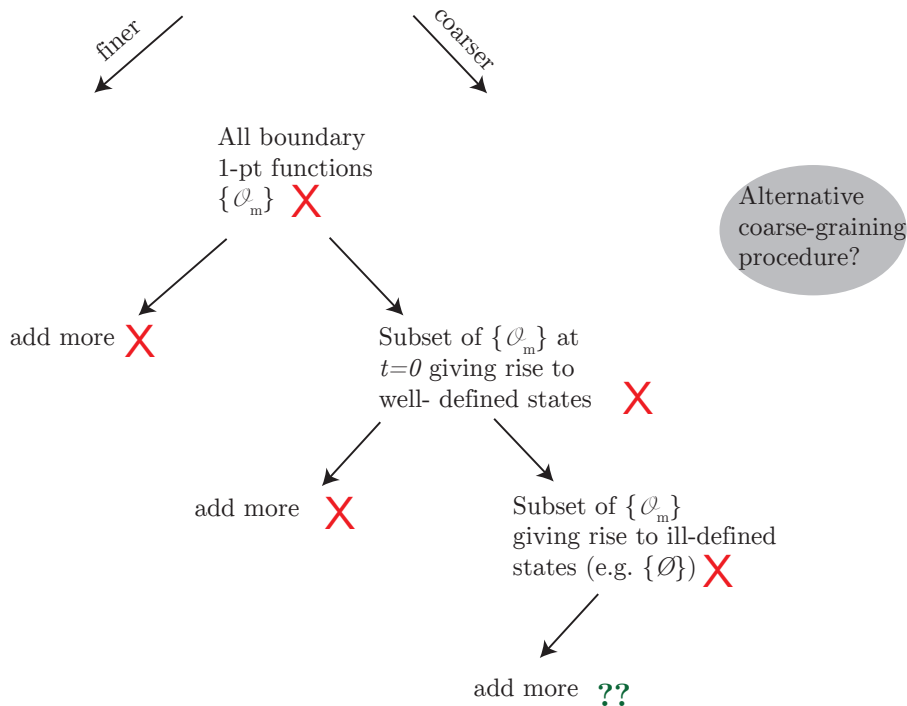 finer
coarser
All boundary
1-pt functions
{𝒪ₘ} X
Alternative
coarse-graining
procedure?
add more X
Subset of {𝒪ₘ} at
t=0 giving rise to
well- defined states X
add more X
Subset of {𝒪ₘ}
giving rise to ill-defined
states (e.g. {Ø}) X
add more ??